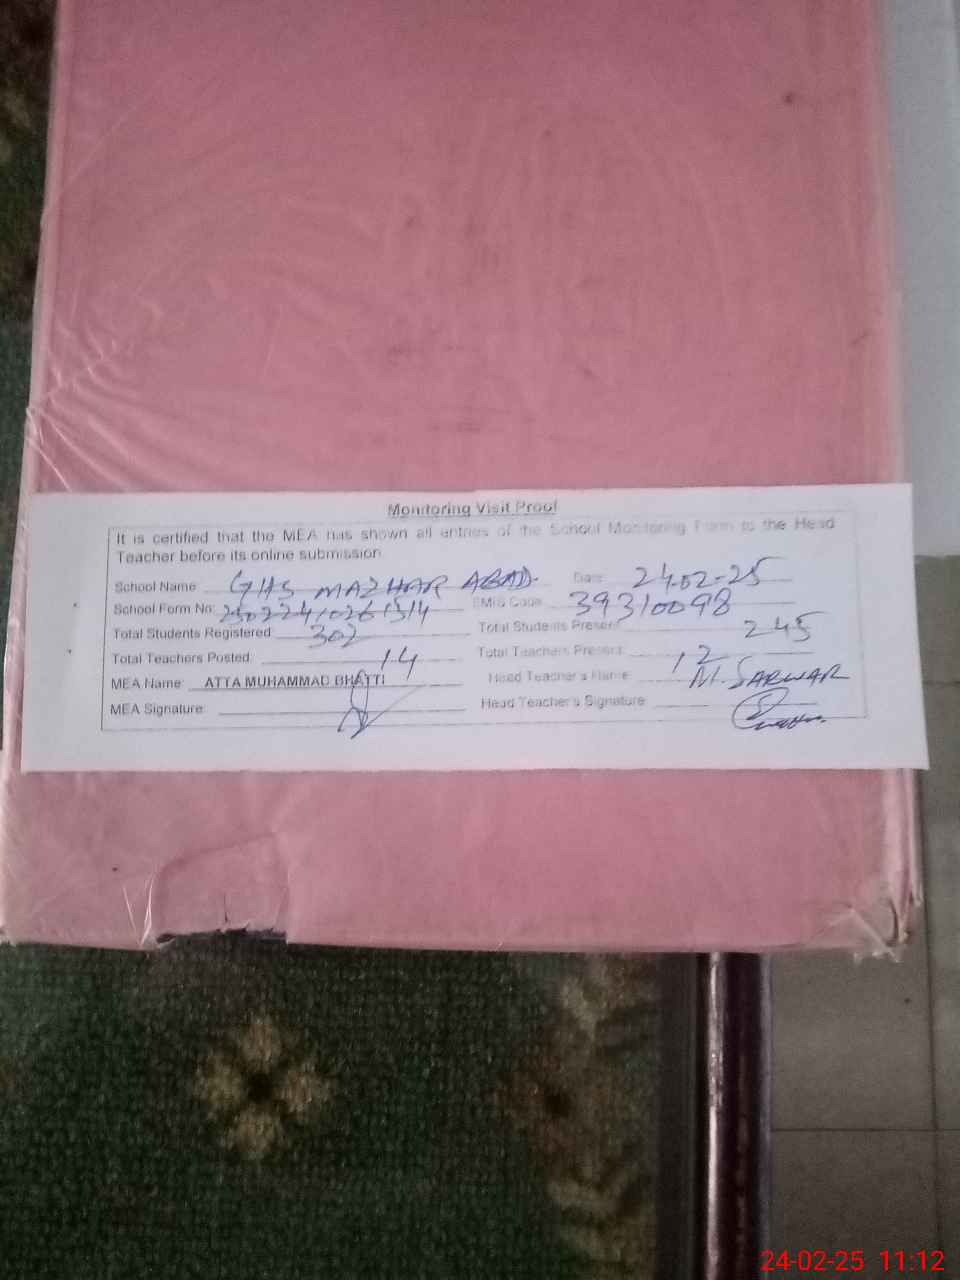 Monitoring Visit Proof
It is certified that the MEA has shown all entries of the School Monitoring Form to the Head
Teacher before its online submission
School Name: GHS MAZHAR ABAD. Date: 24.02-25
School Form No: EMIS Code: 39310098
Total Students Registered: 302 Total Students Present: 245
Total Teachers Posted: 14 Total Teachers Present: 12
MEA Name: ATTA MUHAMMAD BHATTI Head Teacher's Name: M. SARWAR
MEA Signature: Head Teacher's Signature:
24-02-25 11:12